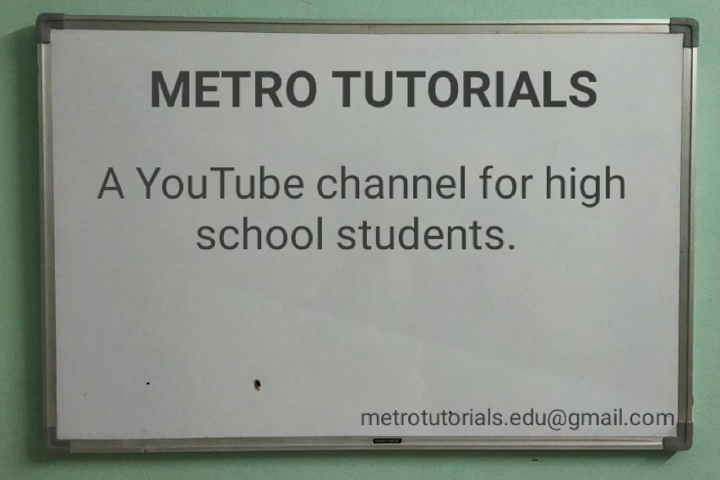 METRO TUTORIALS
A YouTube channel for high
school students.
metrotutorials.edu@gmail.com